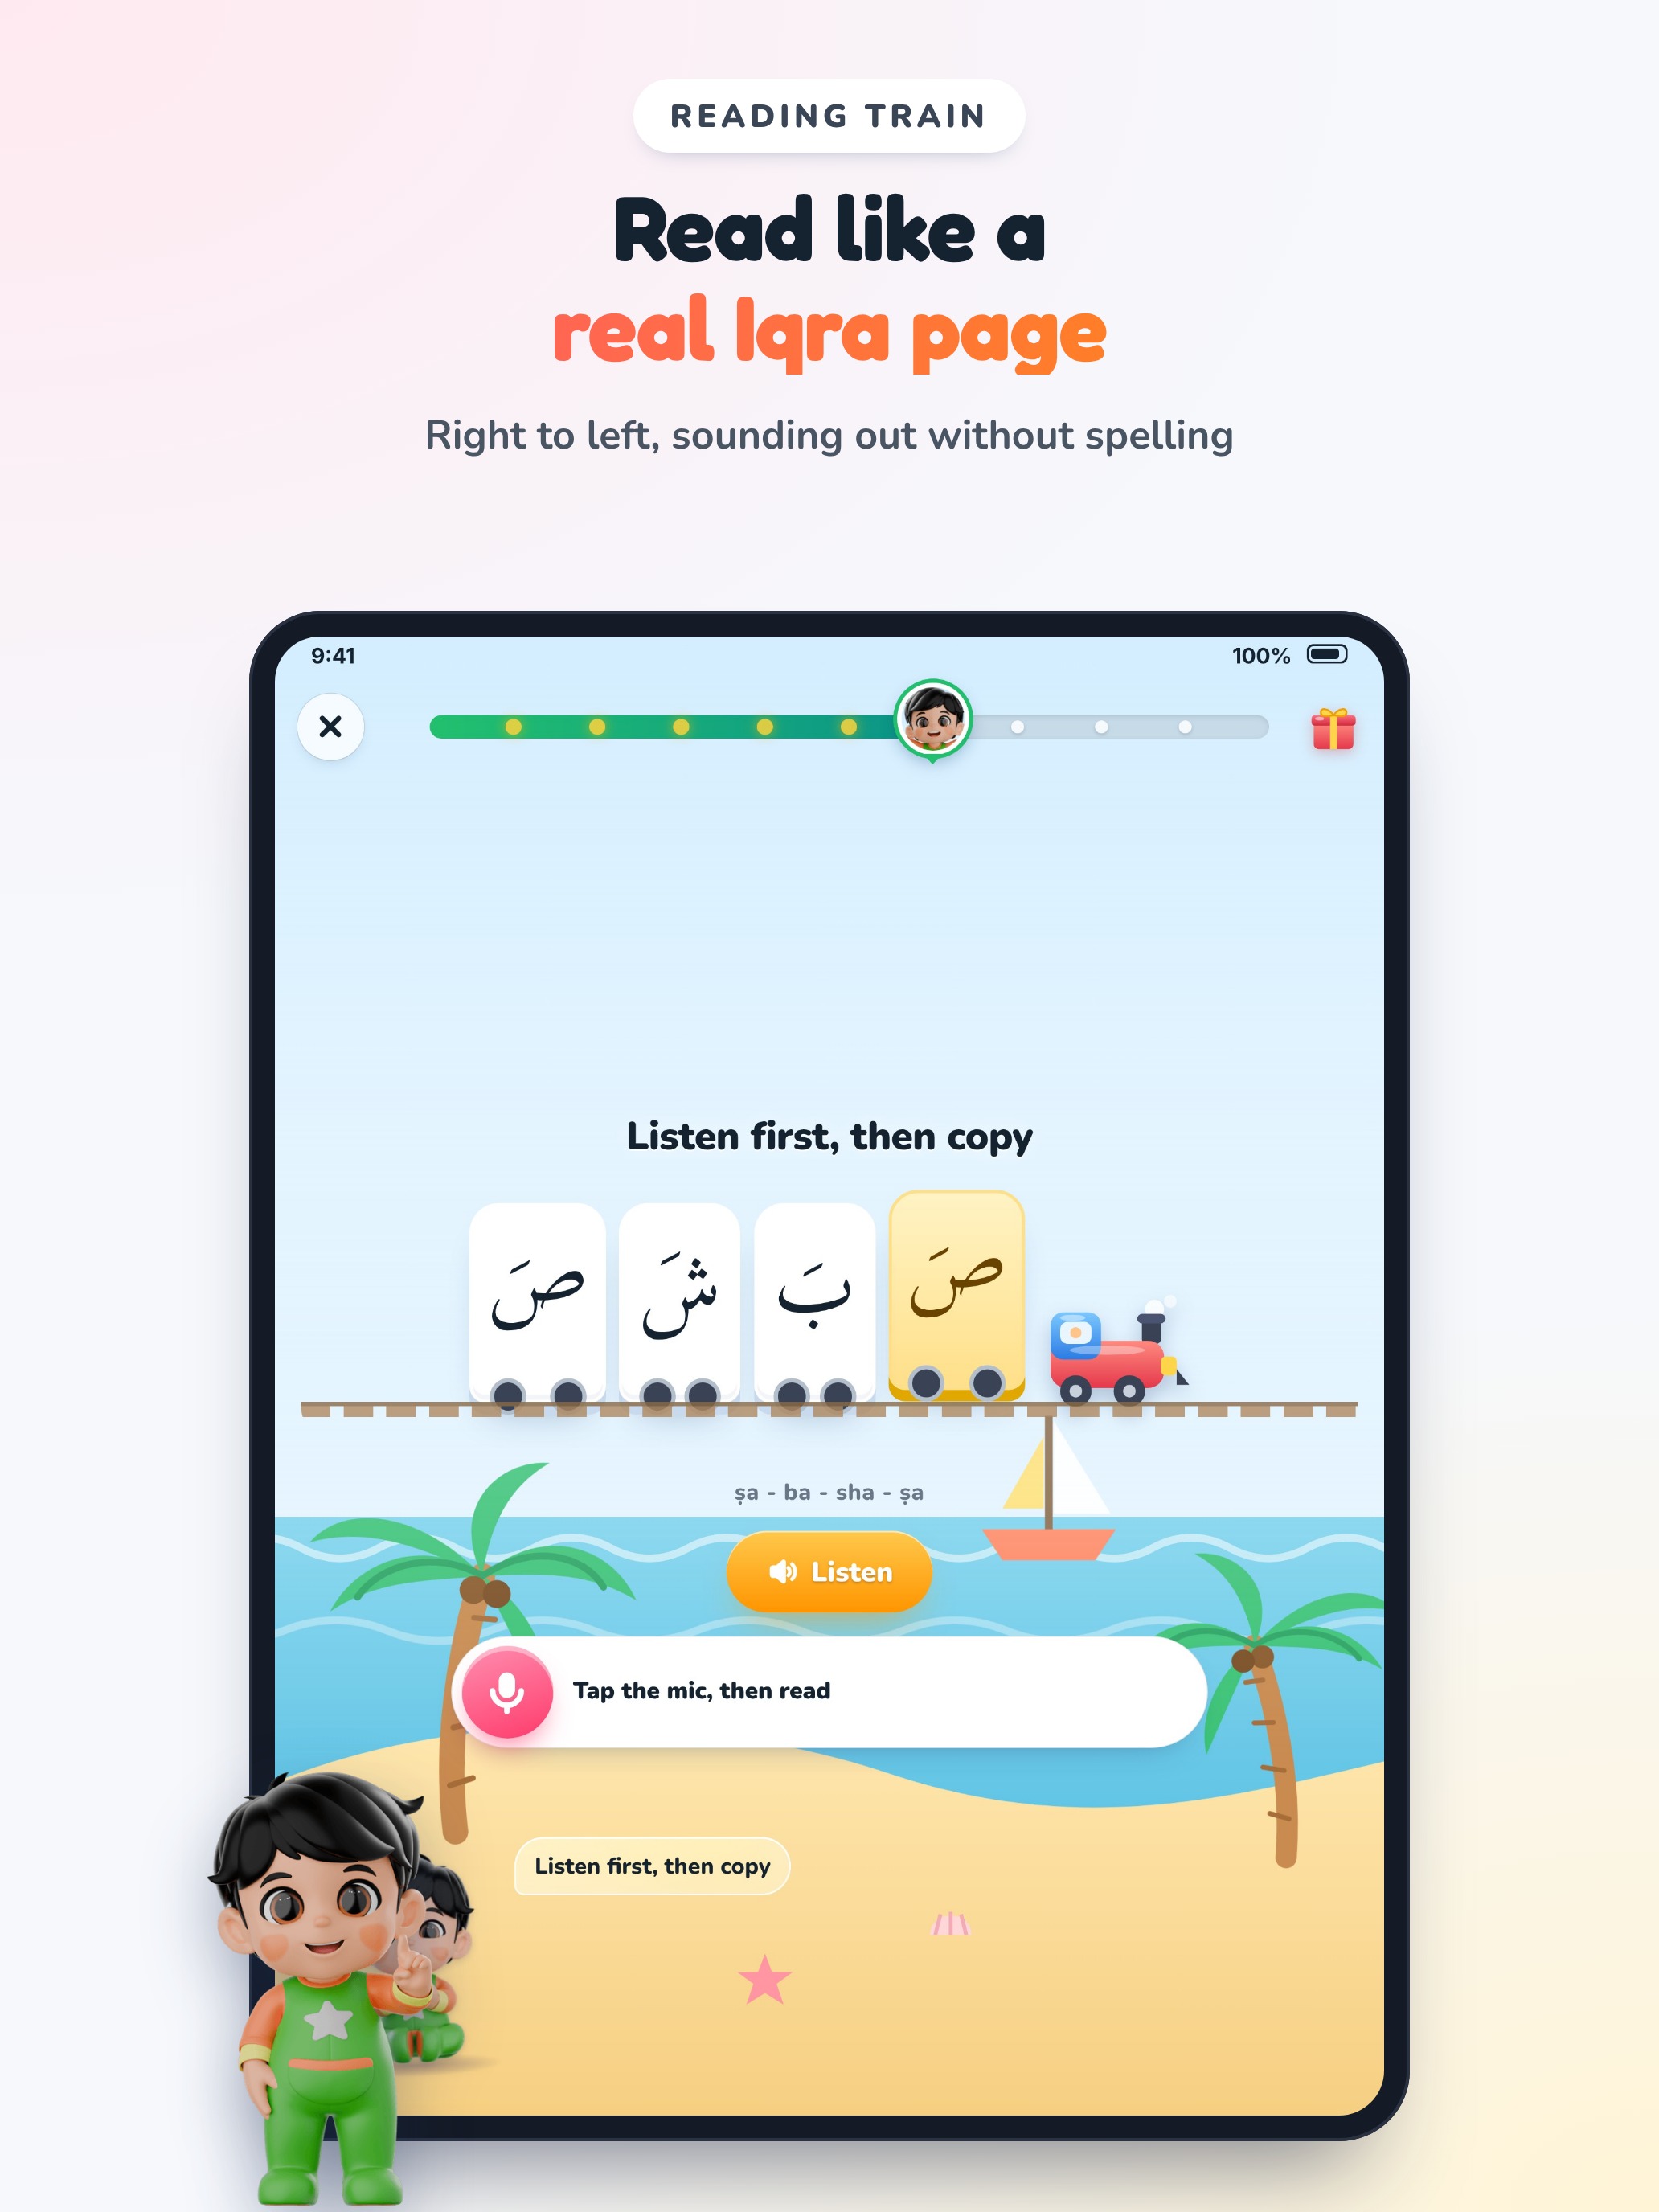 READING TRAIN
Read like a
real Iqra page
Right to left, sounding out without spelling
9:41 100%
Listen first, then copy
صَ بَ شَ صَ
ṣa - ba - sha - ṣa
Listen
Tap the mic, then read
Listen first, then copy